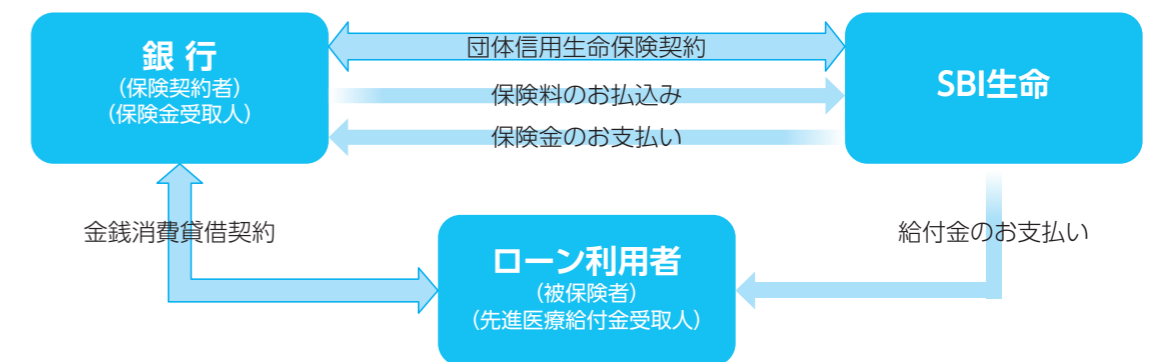 銀 行
(保険契約者)
(保険金受取人)
団体信用生命保険契約
保険料のお払込み
保険金のお支払い
SBI生命
金銭消費貸借契約
給付金のお支払い
ローン利用者
(被保険者)
(先進医療給付金受取人)